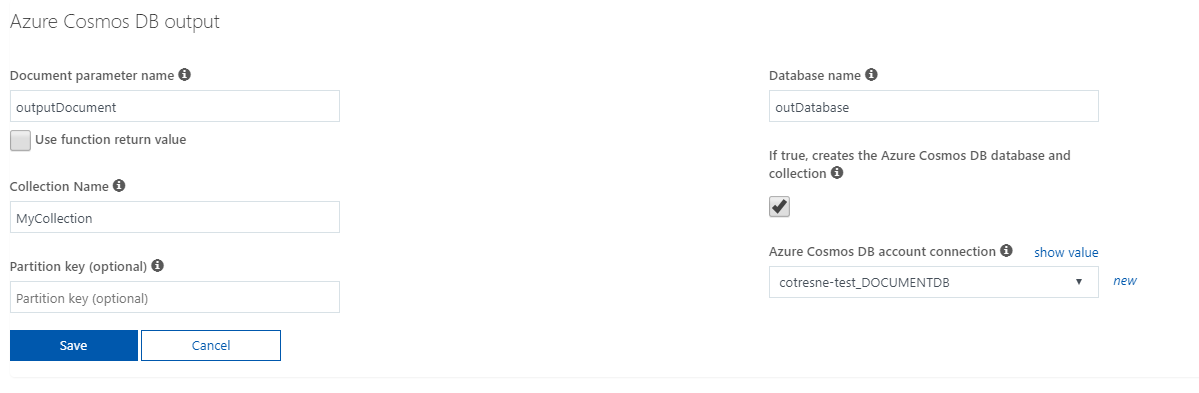 Azure Cosmos DB output
Document parameter name
outputDocument
Use function return value
Collection Name
MyCollection
Partition key (optional)
Partition key (optional)
Save
Cancel
Database name
outDatabase
If true, creates the Azure Cosmos DB database and
collection
Azure Cosmos DB account connection
show value
cotresne-test_DOCUMENTDB
new